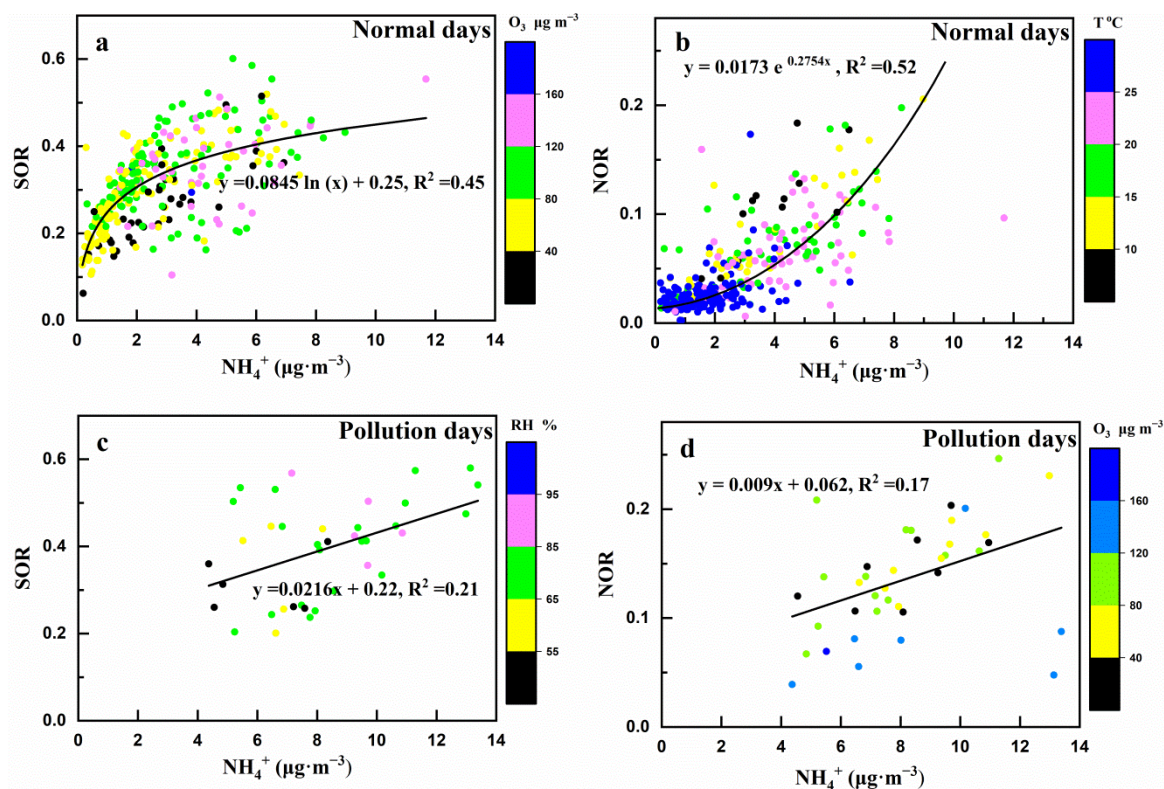 a
Normal days
O₃ μg m⁻³
SOR
0.6
0.4
0.2
0.0
y =0.0845 ln (x) + 0.25, R² =0.45
160
120
80
40
0 2 4 6 8 10 12 14
NH₄⁺ (μg·m⁻³)
b
Normal days
T °C
NOR
0.2
0.1
0.0
y = 0.0173 e ^0.2754x, R² =0.52
25
20
15
10
0 2 4 6 8 10 12 14
NH₄⁺ (μg·m⁻³)
c
Pollution days
RH %
SOR
0.6
0.4
0.2
0.0
y =0.0216x + 0.22, R² =0.21
95
85
65
55
0 2 4 6 8 10 12 14
NH₄⁺ (μg·m⁻³)
d
Pollution days
O₃ μg m⁻³
NOR
0.2
0.1
0.0
y = 0.009x + 0.062, R² =0.17
160
120
80
40
0 2 4 6 8 10 12 14
NH₄⁺ (μg·m⁻³)